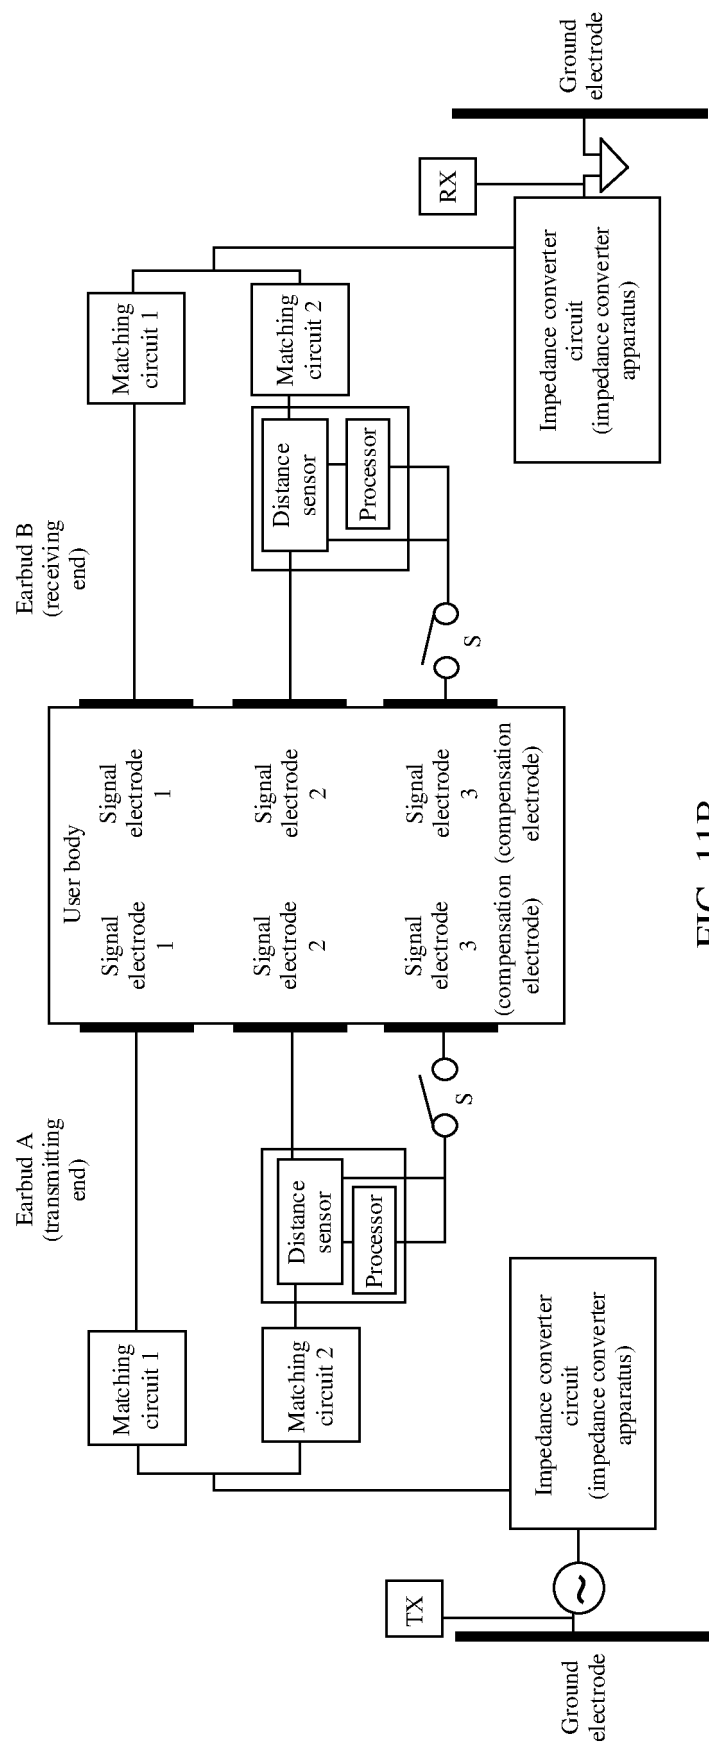 Earbud A
(transmitting
end)
Earbud B
(receiving
end)
User body
Matching
circuit 1
Signal
electrode
1
Signal
electrode
1
Matching
circuit 1
Matching
circuit 2
Distance
sensor
Processor
Signal
electrode
2
Signal
electrode
2
Distance
sensor
Processor
Matching
circuit 2
S
Signal
electrode
3
(compensation
electrode)
Signal
electrode
3
(compensation
electrode)
S
TX
~
Ground
electrode
Impedance converter
circuit
(impedance converter
apparatus)
Impedance converter
circuit
(impedance converter
apparatus)
RX
Ground
electrode
FIG. 11B